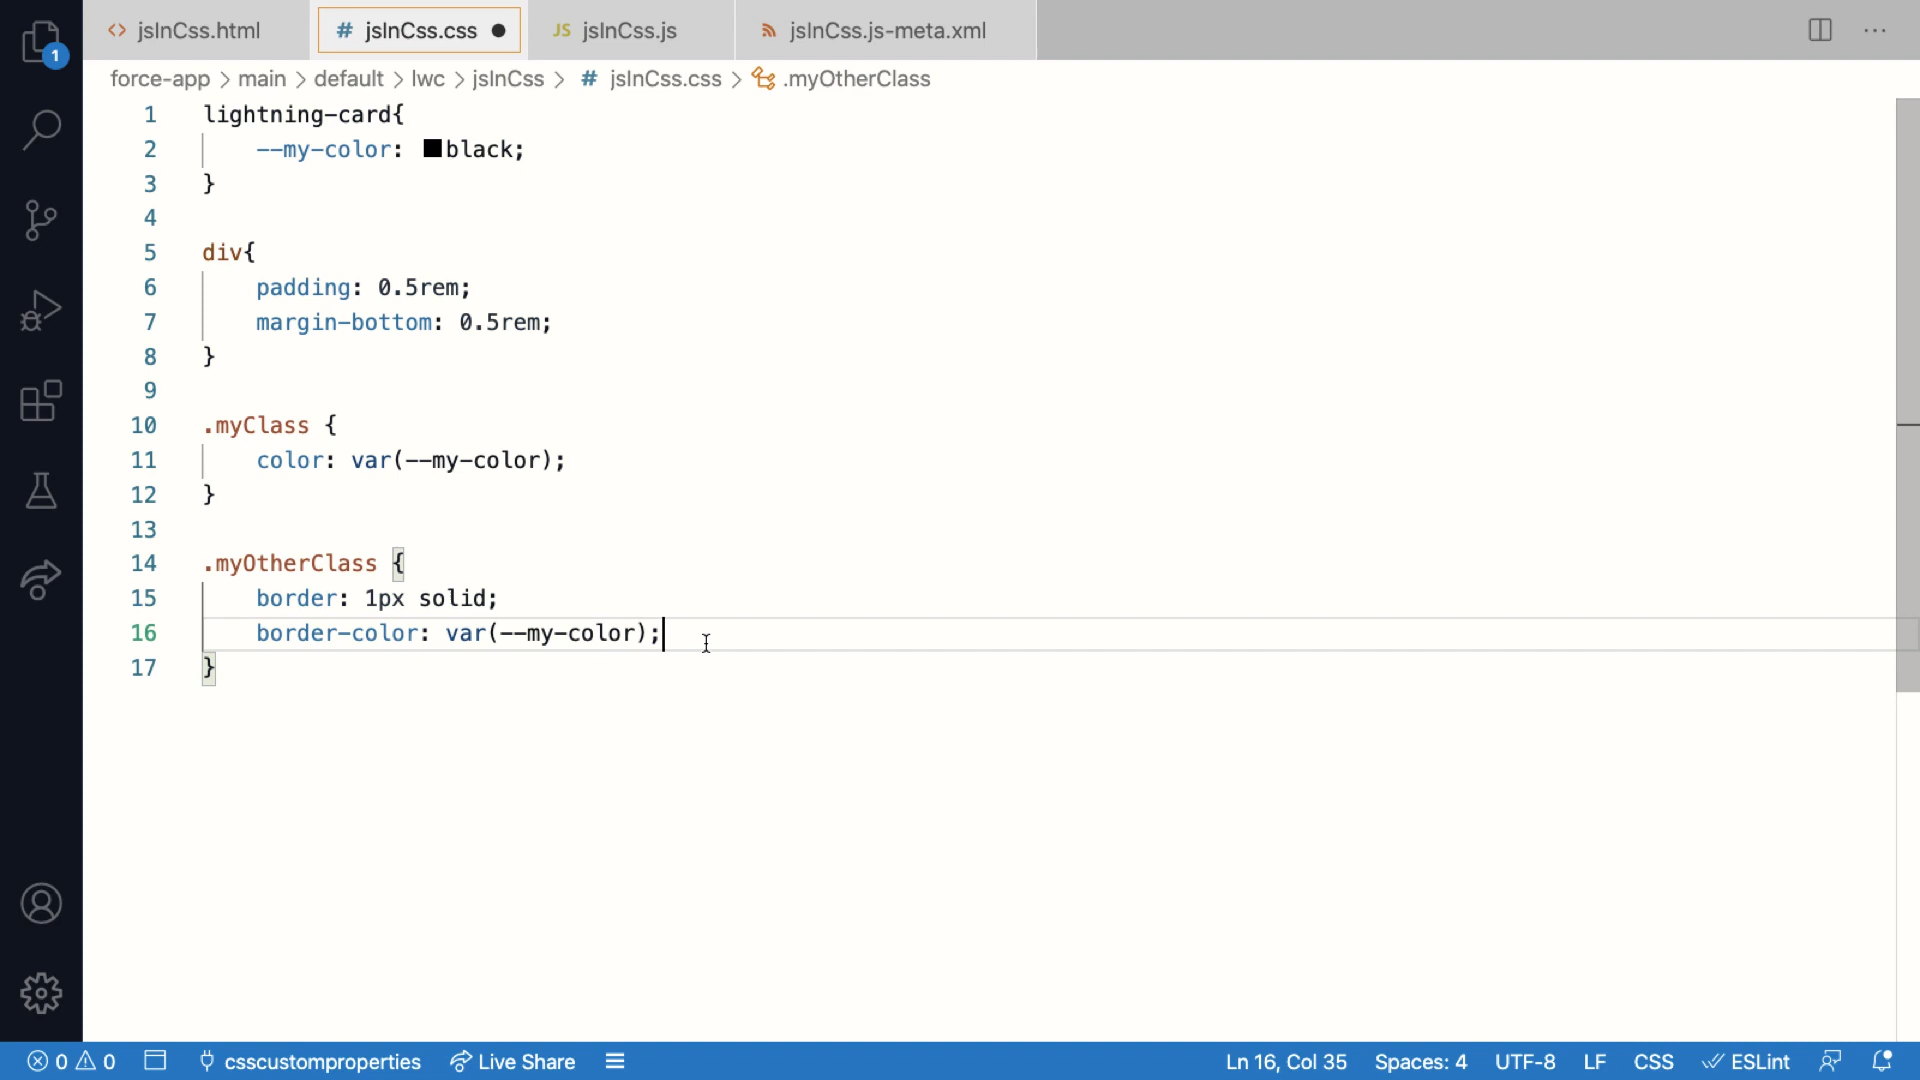 jsInCss.html
# jsInCss.css
JS jsInCss.js
jsInCss.js-meta.xml
1
force-app > main > default > lwc > jsInCss > # jsInCss.css > .myOtherClass
1 lightning-card{
2 --my-color: black;
3 }
4
5 div{
6 padding: 0.5rem;
7 margin-bottom: 0.5rem;
8 }
9
10 .myClass {
11 color: var(--my-color);
12 }
13
14 .myOtherClass {
15 border: 1px solid;
16 border-color: var(--my-color);
17 }
0 0 csscustomproperties Live Share Ln 16, Col 35 Spaces: 4 UTF-8 LF CSS ESLint